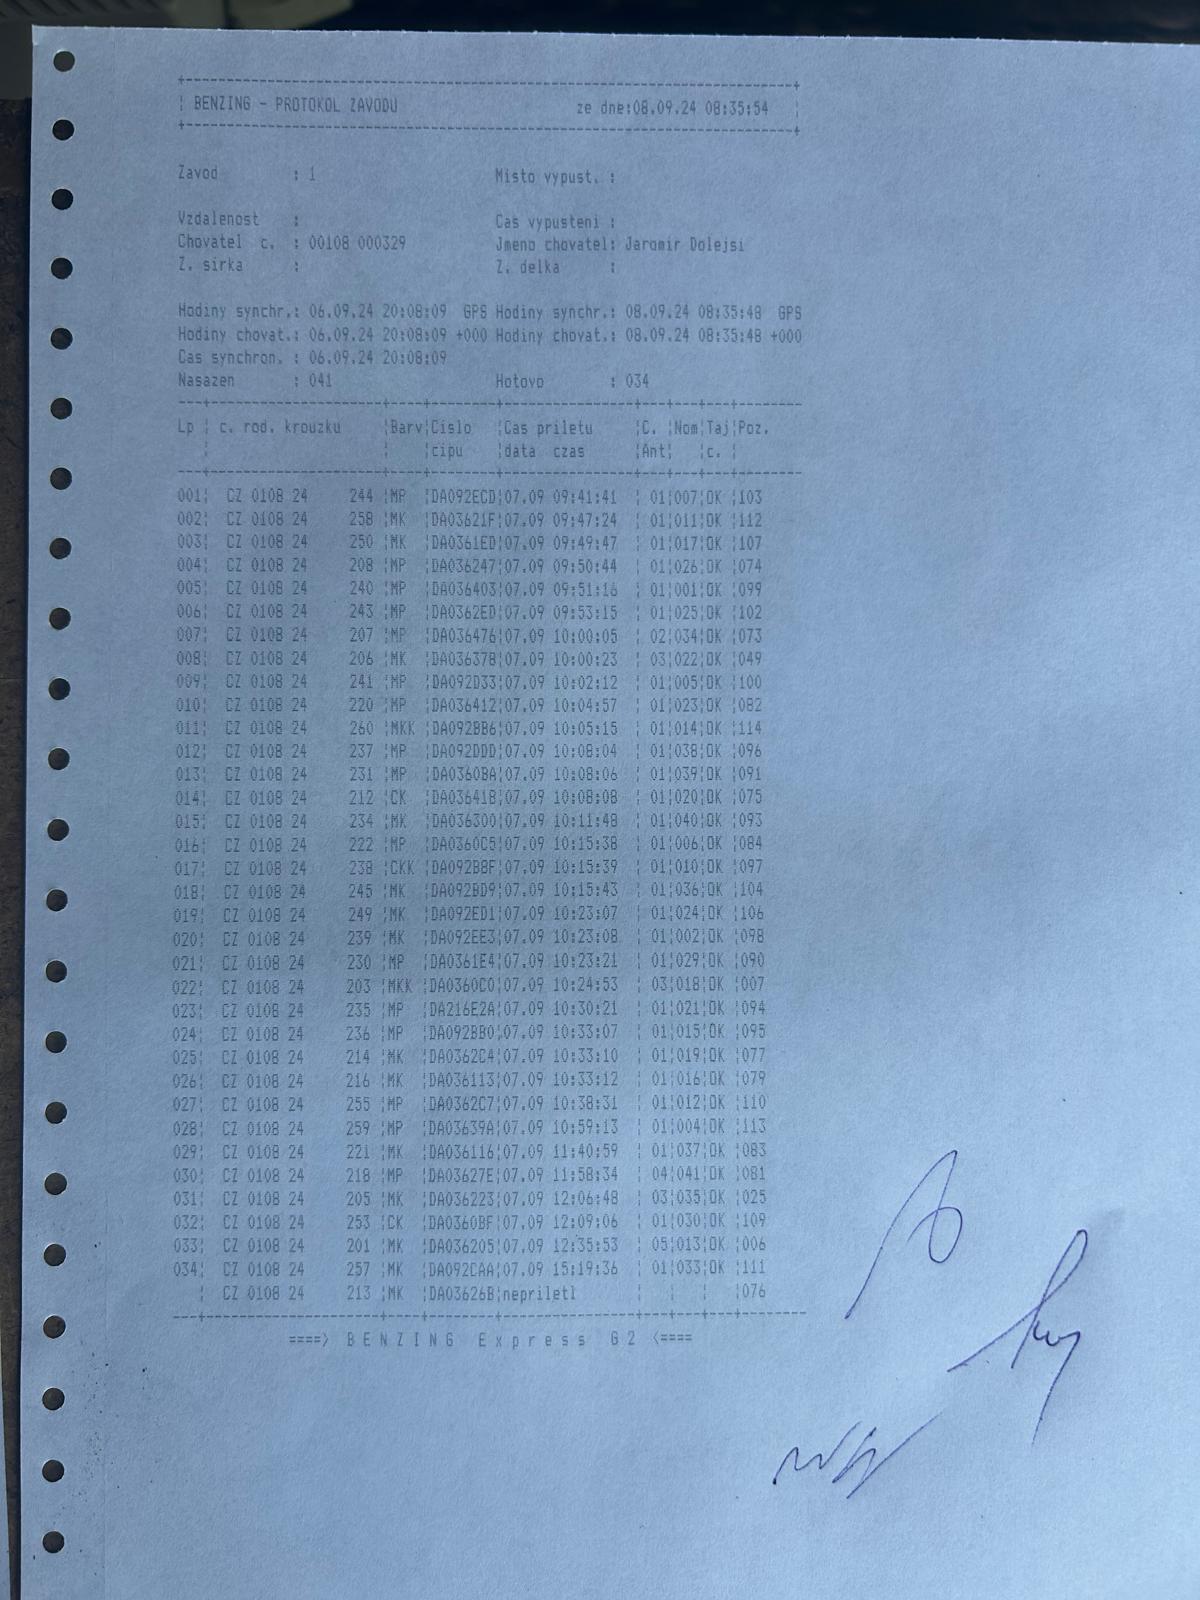 BENZING - PROTOKOL ZAVODU ze dne:08.09.24 08:35:54
Zavod : 1 Misto vypust. :
Vzdalenost : Cas vypusteni :
Chovatel c. : 00108 000329 Jmeno chovatel: Jaromir Dolejsi
Z. sirka : Z. delka :
Hodiny synchr.: 06.09.24 20:08:09 GPS Hodiny synchr.: 08.09.24 08:35:48 GPS
Hodiny chovat.: 06.09.24 20:08:09 +000 Hodiny chovat.: 08.09.24 08:35:48 +000
Cas synchron. : 06.09.24 20:08:09
Nasazen : 041 Hotovo : 034
Lp | c. rod. krouzku |Barv|Cislo |Cas priletu |C. |Nom|Taj|Poz.
| | |cipu |data czas |Ant| |c. |
001| CZ 0108 24 244 |MP |DA092ECD|07.09 09:41:41 | 01|007|OK |103
002| CZ 0108 24 258 |MK |DA03621F|07.09 09:47:24 | 01|011|OK |112
003| CZ 0108 24 250 |MK |DA0361ED|07.09 09:49:47 | 01|017|OK |107
004| CZ 0108 24 208 |MP |DA036247|07.09 09:50:44 | 01|026|OK |074
005| CZ 0108 24 240 |MP |DA036403|07.09 09:51:16 | 01|001|OK |099
006| CZ 0108 24 243 |MP |DA0362ED|07.09 09:53:15 | 01|025|OK |102
007| CZ 0108 24 207 |MP |DA036476|07.09 10:00:05 | 02|034|OK |073
008| CZ 0108 24 206 |MK |DA03637B|07.09 10:00:23 | 03|022|OK |049
009| CZ 0108 24 241 |MP |DA092D33|07.09 10:02:12 | 01|005|OK |100
010| CZ 0108 24 220 |MP |DA036412|07.09 10:04:57 | 01|023|OK |082
011| CZ 0108 24 260 |MKK |DA092BB6|07.09 10:05:15 | 01|014|OK |114
012| CZ 0108 24 237 |MP |DA092DDD|07.09 10:08:04 | 01|038|OK |096
013| CZ 0108 24 231 |MP |DA0360BA|07.09 10:08:06 | 01|039|OK |091
014| CZ 0108 24 212 |CK |DA03641B|07.09 10:08:08 | 01|020|OK |075
015| CZ 0108 24 234 |MK |DA036300|07.09 10:11:48 | 01|040|OK |093
016| CZ 0108 24 222 |MP |DA0360C5|07.09 10:15:38 | 01|006|OK |084
017| CZ 0108 24 238 |CKK |DA092B8F|07.09 10:15:39 | 01|010|OK |097
018| CZ 0108 24 245 |MK |DA092BD9|07.09 10:15:43 | 01|036|OK |104
019| CZ 0108 24 249 |MK |DA092ED1|07.09 10:23:07 | 01|024|OK |106
020| CZ 0108 24 239 |MK |DA092EE3|07.09 10:23:08 | 01|002|OK |098
021| CZ 0108 24 230 |MP |DA0361E4|07.09 10:23:21 | 01|029|OK |090
022| CZ 0108 24 203 |MKK |DA0360C0|07.09 10:24:53 | 03|018|OK |007
023| CZ 0108 24 235 |MP |DA216E2A|07.09 10:30:21 | 01|021|OK |094
024| CZ 0108 24 236 |MP |DA092BB0|07.09 10:33:07 | 01|015|OK |095
025| CZ 0108 24 214 |MK |DA0362C4|07.09 10:33:10 | 01|019|OK |077
026| CZ 0108 24 216 |MK |DA036113|07.09 10:33:12 | 01|016|OK |079
027| CZ 0108 24 255 |MP |DA0362C7|07.09 10:38:31 | 01|012|OK |110
028| CZ 0108 24 259 |MP |DA03639A|07.09 10:59:13 | 01|004|OK |113
029| CZ 0108 24 221 |MK |DA036116|07.09 11:40:59 | 01|037|OK |083
030| CZ 0108 24 218 |MP |DA03627E|07.09 11:58:34 | 04|041|OK |081
031| CZ 0108 24 205 |MK |DA036223|07.09 12:06:48 | 03|035|OK |025
032| CZ 0108 24 253 |CK |DA0360BF|07.09 12:09:06 | 01|030|OK |109
033| CZ 0108 24 201 |MK |DA036205|07.09 12:35:53 | 05|013|OK |006
034| CZ 0108 24 257 |MK |DA092CAA|07.09 15:19:36 | 01|033|OK |111
| CZ 0108 24 213 |MK |DA03626B|nepriletl | | | |076
====> BENZING Express G2 <====